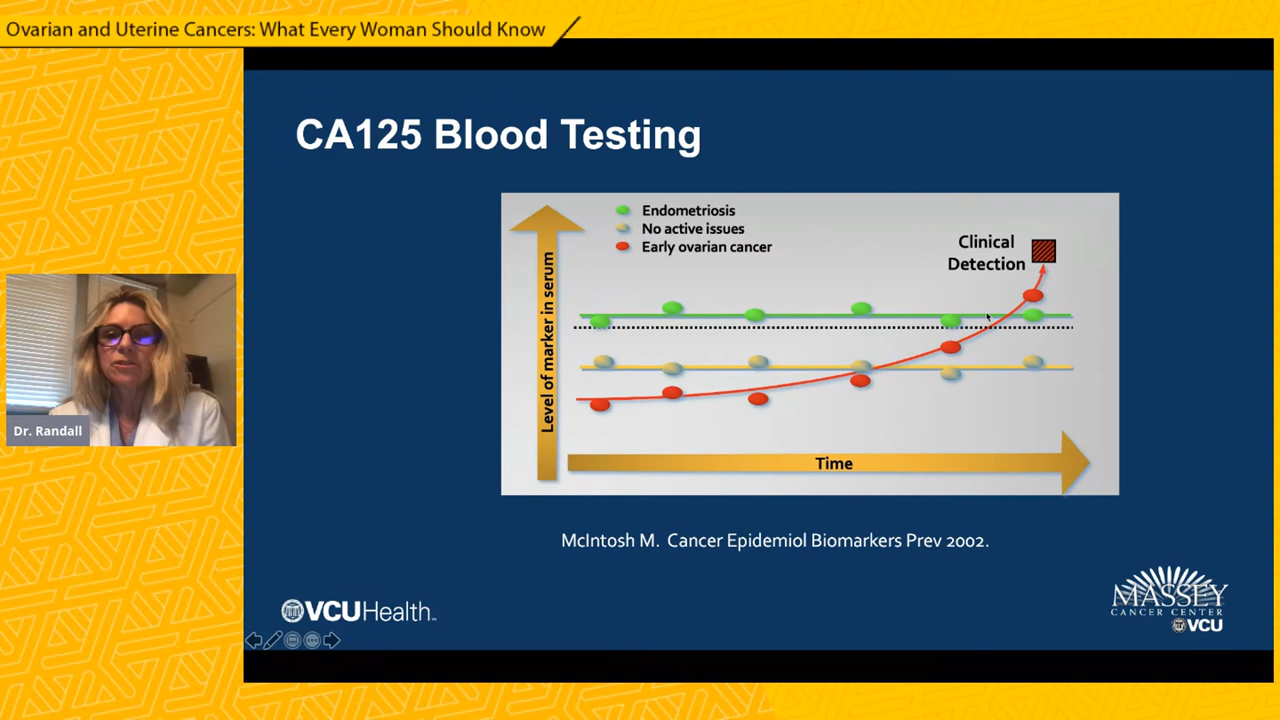 Ovarian and Uterine Cancers: What Every Woman Should Know
CA125 Blood Testing
Endometriosis
No active issues
Early ovarian cancer
Clinical
Detection
Level of marker in serum
Time
McIntosh M. Cancer Epidemiol Biomarkers Prev 2002.
Dr. Randall
VCUHealth™
MASSEY
CANCER CENTER
VCU